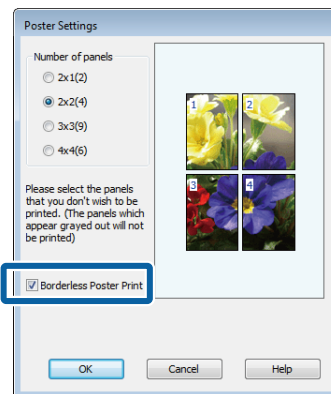 Poster Settings
Number of panels
2x1(2)
2x2(4)
3x3(9)
4x4(6)
1
2
3
4
Please select the panels
that you don't wish to be
printed. (The panels which
appear grayed out will not
be printed)
Borderless Poster Print
OK
Cancel
Help